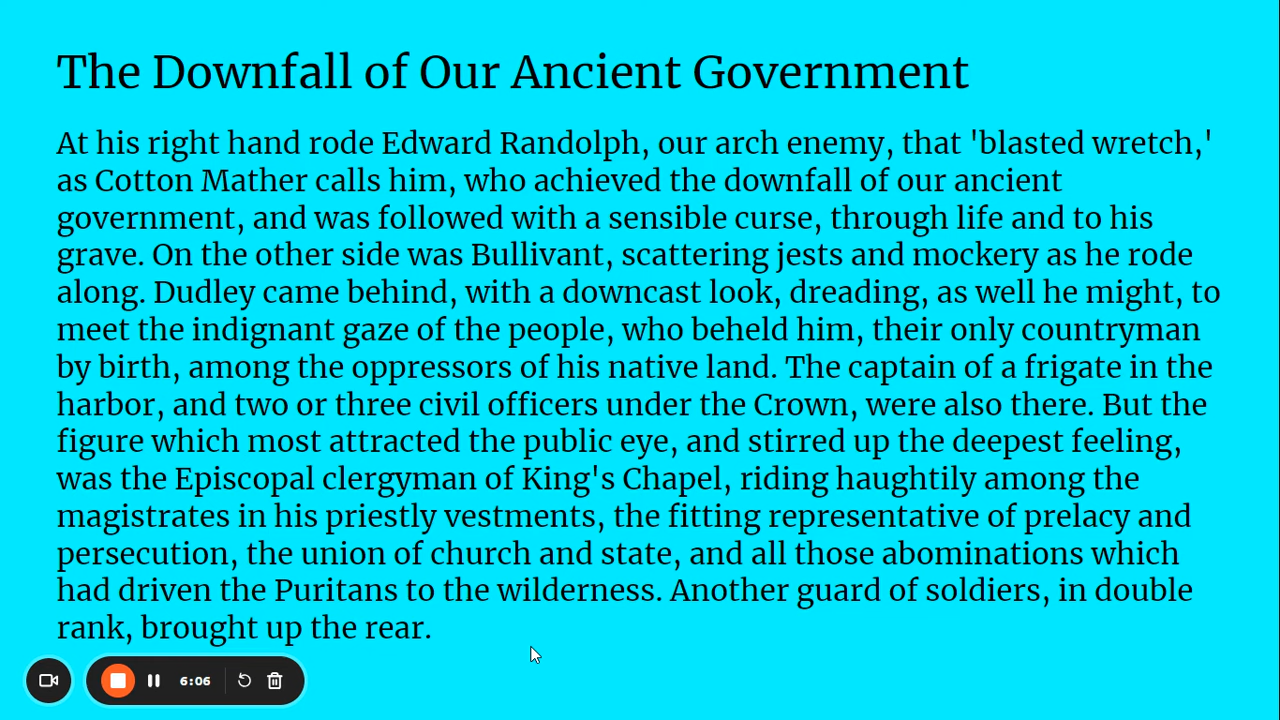 The Downfall of Our Ancient Government
At his right hand rode Edward Randolph, our arch enemy, that 'blasted wretch,'
as Cotton Mather calls him, who achieved the downfall of our ancient
government, and was followed with a sensible curse, through life and to his
grave. On the other side was Bullivant, scattering jests and mockery as he rode
along. Dudley came behind, with a downcast look, dreading, as well he might, to
meet the indignant gaze of the people, who beheld him, their only countryman
by birth, among the oppressors of his native land. The captain of a frigate in the
harbor, and two or three civil officers under the Crown, were also there. But the
figure which most attracted the public eye, and stirred up the deepest feeling,
was the Episcopal clergyman of King's Chapel, riding haughtily among the
magistrates in his priestly vestments, the fitting representative of prelacy and
persecution, the union of church and state, and all those abominations which
had driven the Puritans to the wilderness. Another guard of soldiers, in double
rank, brought up the rear.
6:06